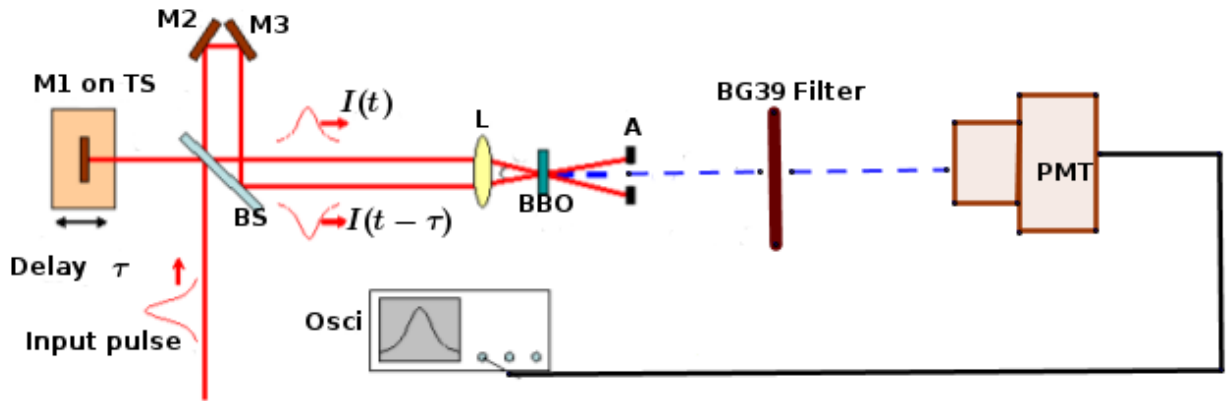 M2
M3
M1 on TS
I(t)
L
A
BG39 Filter
PMT
BS
BBO
I(t − τ)
Delay τ
Input pulse
Osci